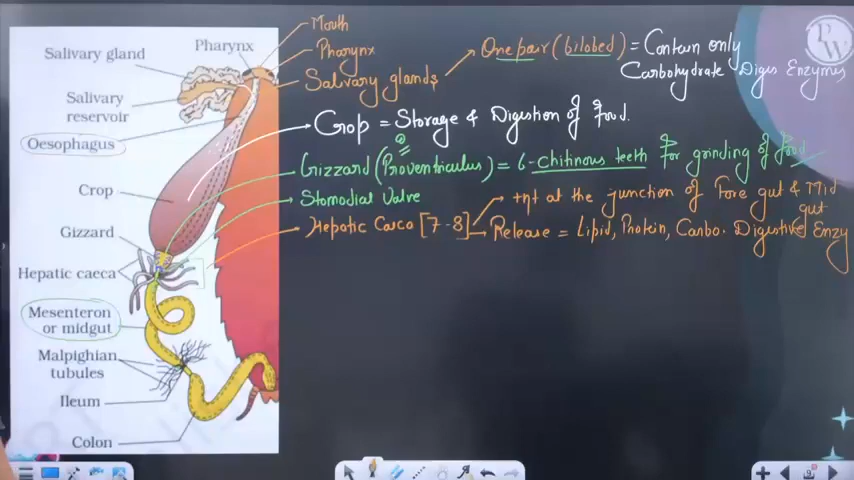 Mouth
Pharynx
Salivary glands
One pair (bilobed) = Contain only
Carbohydrate Diges Enzymes
Crop = Storage & Digestion of Food.
Gizzard (Proventriculus) = 6-chitinous teeth for grinding of food
Stomodial Valve
Hepatic Caeca [7-8]
+nt at the junction of Fore gut & Mid
gut
Release = Lipid, Protein, Carbo. Digestive Enzy
Pharynx
Salivary gland
Salivary
reservoir
Oesophagus
Crop
Gizzard
Hepatic caeca
Mesenteron
or midgut
Malpighian
tubules
Ileum
Colon
PW